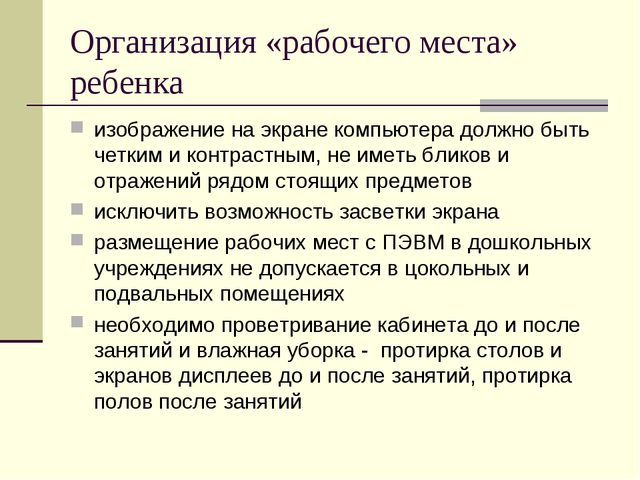 Организация «рабочего места»
ребенка
изображение на экране компьютера должно быть
четким и контрастным, не иметь бликов и
отражений рядом стоящих предметов
исключить возможность засветки экрана
размещение рабочих мест с ПЭВМ в дошкольных
учреждениях не допускается в цокольных и
подвальных помещениях
необходимо проветривание кабинета до и после
занятий и влажная уборка -  протирка столов и
экранов дисплеев до и после занятий, протирка
полов после занятий